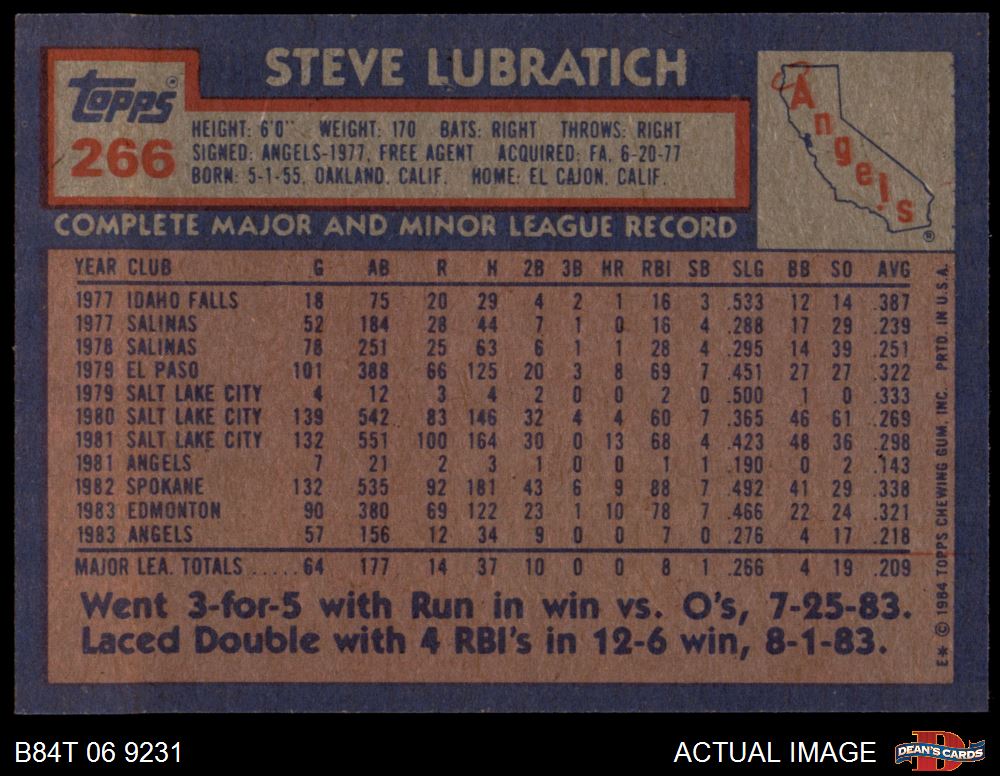 STEVE LUBRATICH
topps®
266
HEIGHT: 6'0" WEIGHT: 170 BATS: RIGHT THROWS: RIGHT
SIGNED: ANGELS-1977, FREE AGENT ACQUIRED: FA, 6-20-77
BORN: 5-1-55, OAKLAND, CALIF. HOME: EL CAJON, CALIF.
Angels
®
COMPLETE MAJOR AND MINOR LEAGUE RECORD
YEAR CLUB G AB R H 2B 3B HR RBI SB SLG BB SO AVG
1977 IDAHO FALLS 18 75 20 29 4 2 1 16 3 .533 12 14 .387
1977 SALINAS 52 184 28 44 7 1 0 16 4 .288 17 29 .239
1978 SALINAS 78 251 25 63 6 1 1 28 4 .295 14 39 .251
1979 EL PASO 101 388 66 125 20 3 8 69 7 .451 27 27 .322
1979 SALT LAKE CITY 4 12 3 4 2 0 0 2 0 .500 1 0 .333
1980 SALT LAKE CITY 139 542 83 146 32 4 4 60 7 .365 46 61 .269
1981 SALT LAKE CITY 132 551 100 164 30 0 13 68 4 .423 48 36 .298
1981 ANGELS 7 21 2 3 1 0 0 1 1 .190 0 2 .143
1982 SPOKANE 132 535 92 181 43 6 9 88 7 .492 41 29 .338
1983 EDMONTON 90 380 69 122 23 1 10 78 7 .466 22 24 .321
1983 ANGELS 57 156 12 34 9 0 0 7 0 .276 4 17 .218
MAJOR LEA. TOTALS ..... 64 177 14 37 10 0 0 8 1 .266 4 19 .209
Went 3-for-5 with Run in win vs. O's, 7-25-83.
Laced Double with 4 RBI's in 12-6 win, 8-1-83.
E* © 1984 TOPPS CHEWING GUM, INC. PRTD. IN U.S.A.
B84T 06 9231
ACTUAL IMAGE
D
DEAN'S CARDS